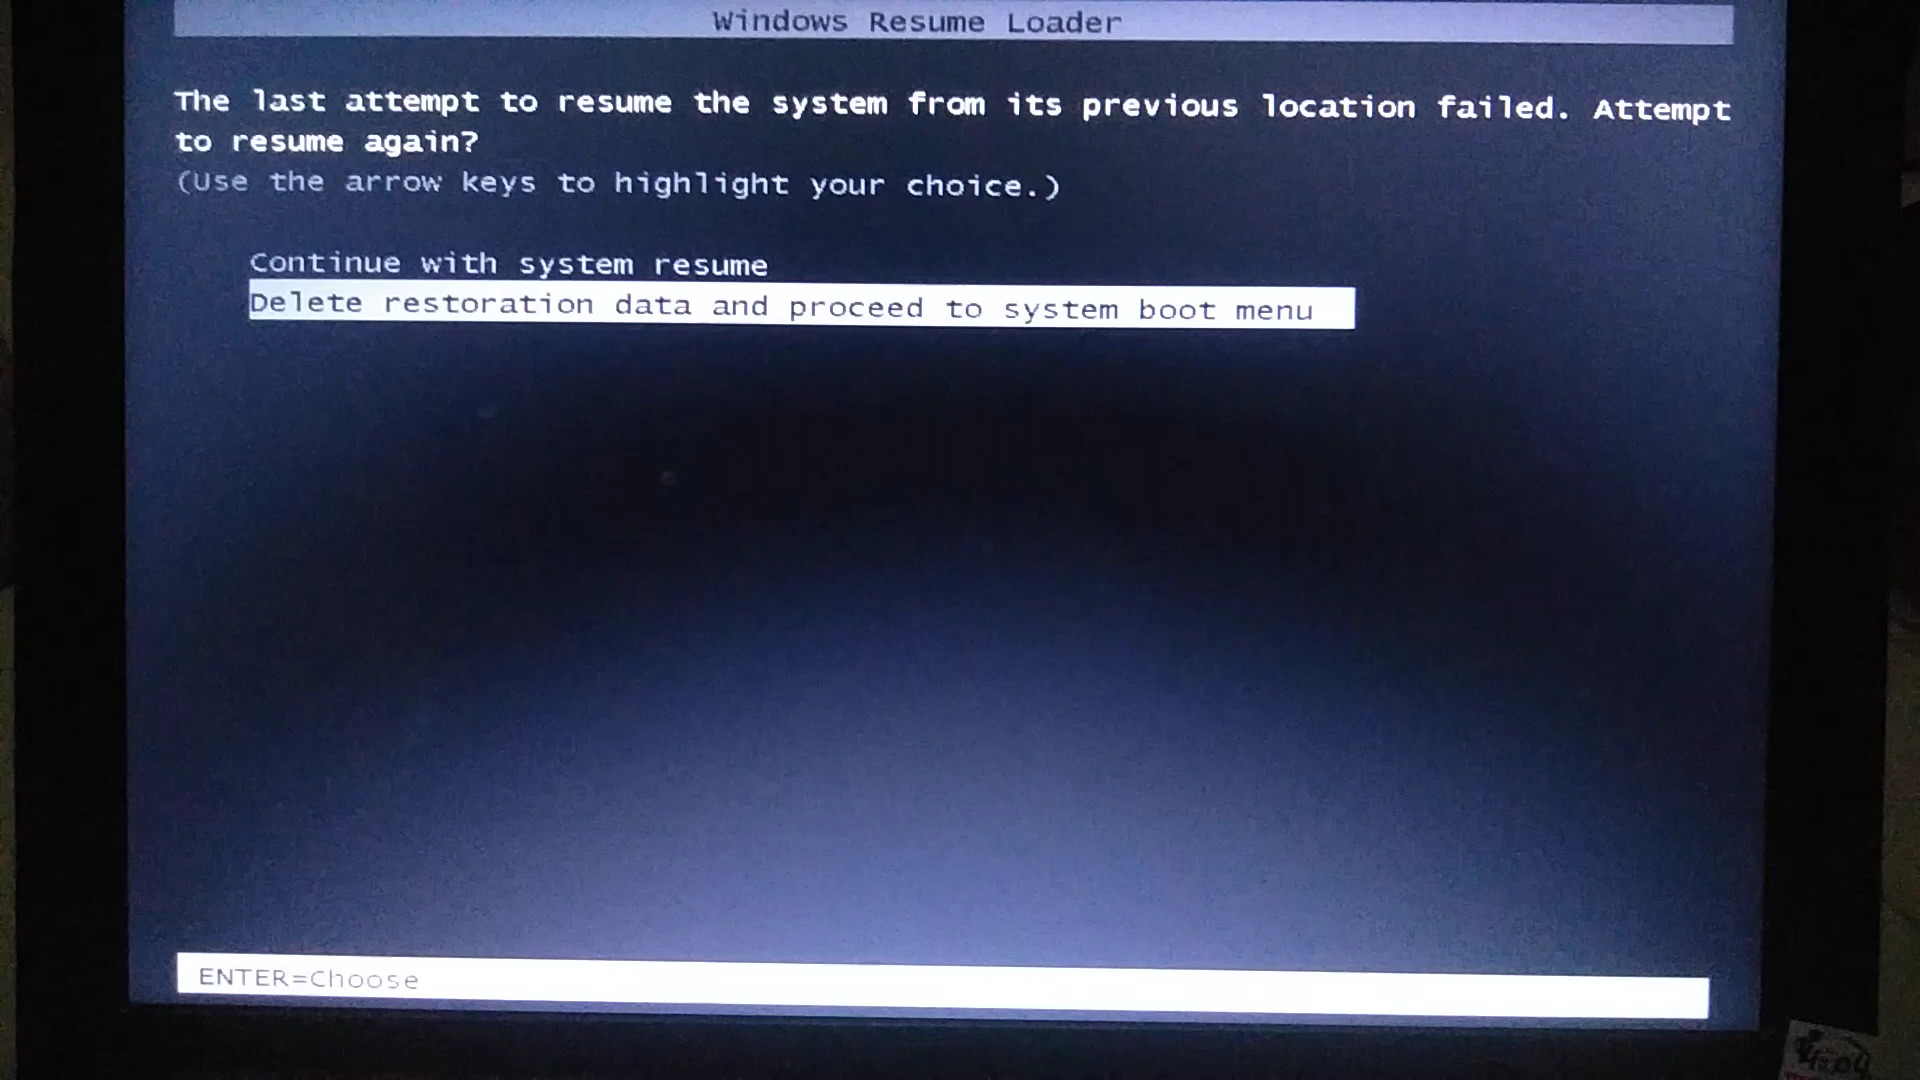 Windows Resume Loader
The last attempt to resume the system from its previous location failed. Attempt
to resume again?
(Use the arrow keys to highlight your choice.)
Continue with system resume
Delete restoration data and proceed to system boot menu
ENTER=Choose